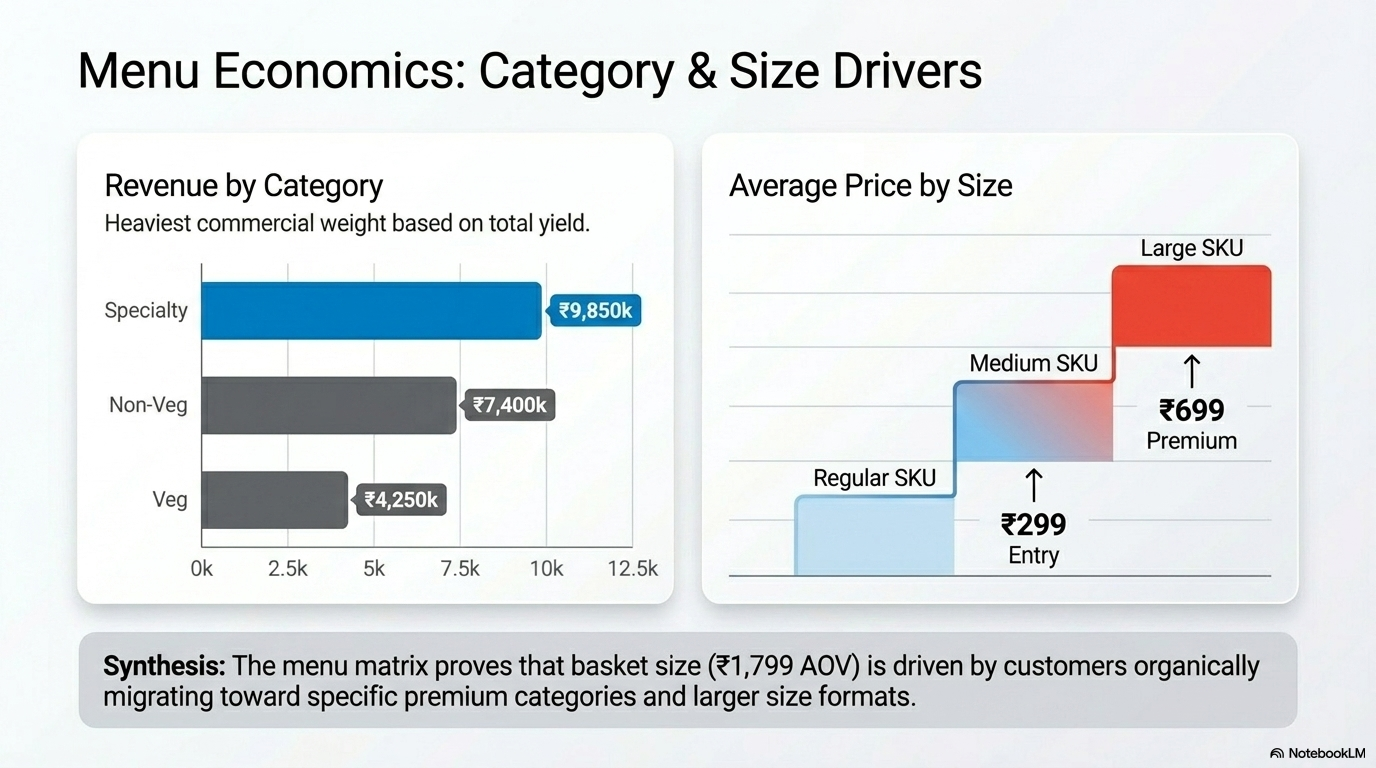 Menu Economics: Category & Size Drivers
Revenue by Category
Heaviest commercial weight based on total yield.
Specialty
₹9,850k
Non-Veg
₹7,400k
Veg
₹4,250k
0k
2.5k
5k
7.5k
10k
12.5k
Average Price by Size
Large SKU
Medium SKU
Regular SKU
₹699
Premium
₹299
Entry
Synthesis: The menu matrix proves that basket size (₹1,799 AOV) is driven by customers organically
migrating toward specific premium categories and larger size formats.
NotebookLM